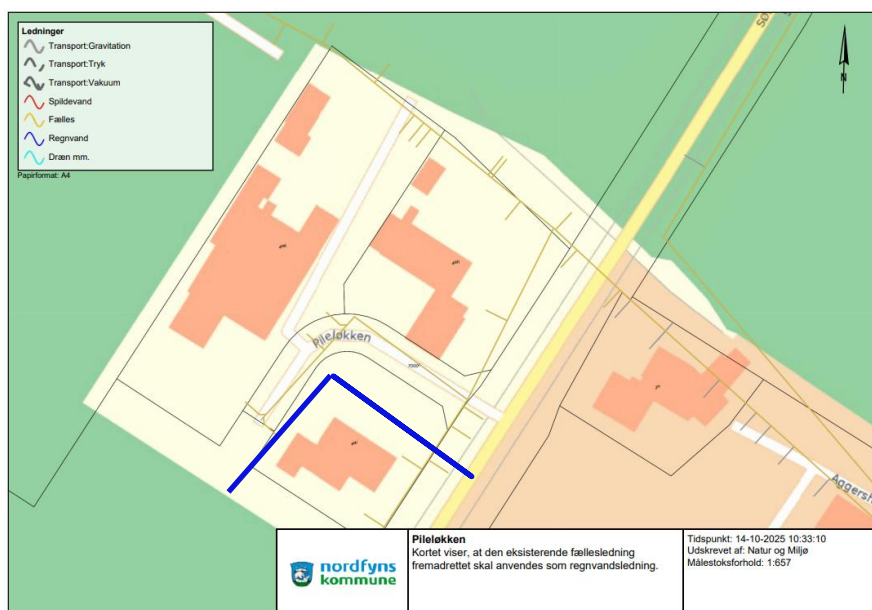 Ledninger
Transport:Gravitation
Transport:Tryk
Transport:Vakuum
Spildevand
Fælles
Regnvand
Dræn mm.
Papirformat: A4
N
Pileløkken
7000f
Aggersh
nordfyns
kommune
Pileløkken
Kortet viser, at den eksisterende fællesledning
fremadrettet skal anvendes som regnvandsledning.
Tidspunkt: 14-10-2025 10:33:10
Udskrevet af: Natur og Miljø
Målestoksforhold: 1:657